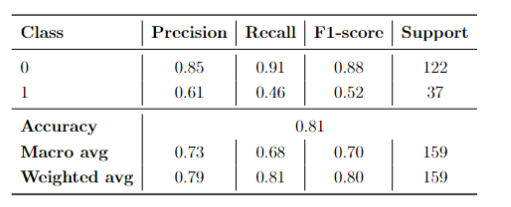 Class Precision Recall F1-score Support
0 0.85 0.91 0.88 122
1 0.61 0.46 0.52 37
Accuracy 0.81
Macro avg 0.73 0.68 0.70 159
Weighted avg 0.79 0.81 0.80 159